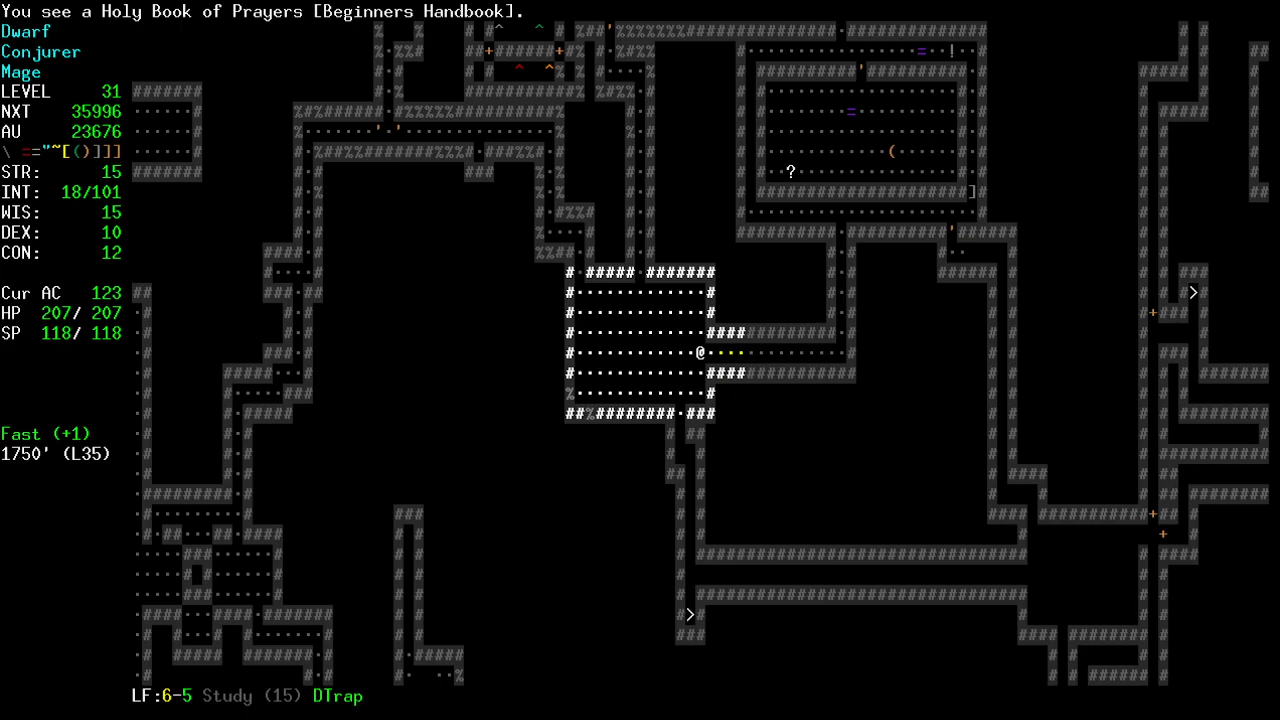 You see a Holy Book of Prayers [Beginners Handbook].
Dwarf
Conjurer
Mage
LEVEL 31
NXT 35996
AU 23676
\ =="~[()]]]
STR: 15
INT: 18/101
WIS: 15
DEX: 10
CON: 12
Cur AC 123
HP 207/ 207
SP 118/ 118
Fast (+1)
1750' (L35)
LF:6-5 Study (15) DTrap